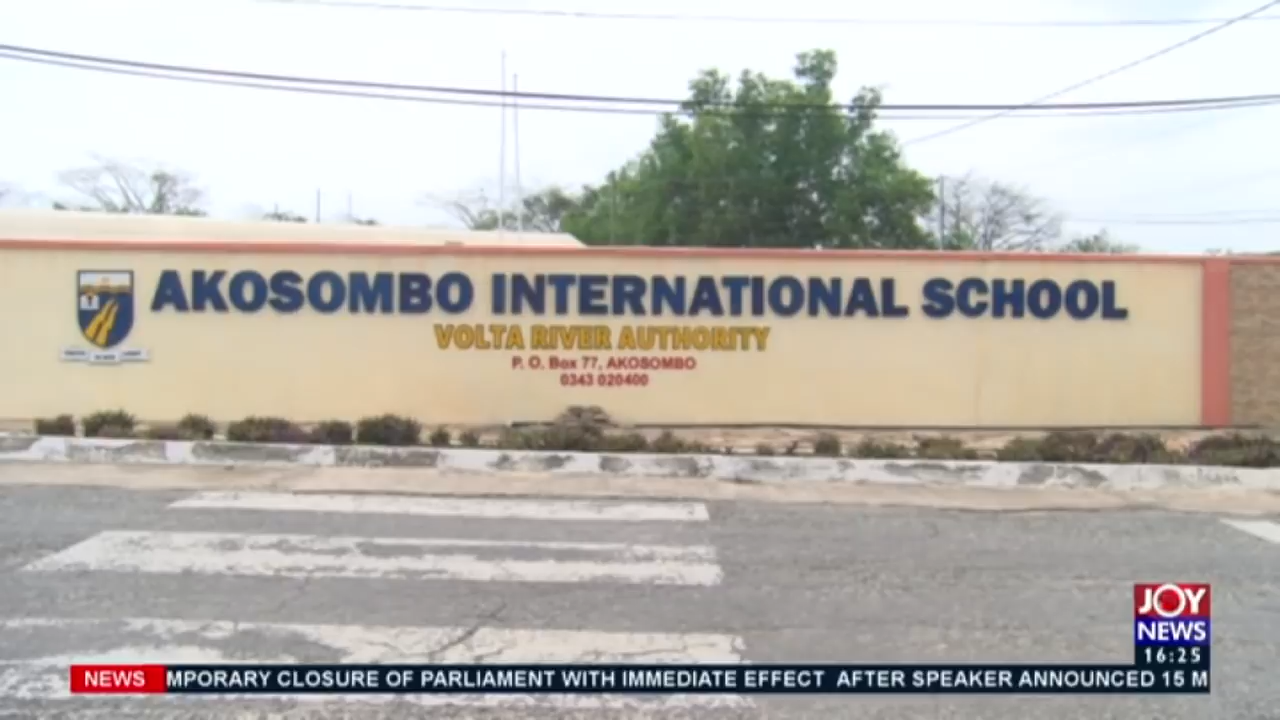 AKOSOMBO INTERNATIONAL SCHOOL
VOLTA RIVER AUTHORITY
P. O. Box 77, AKOSOMBO
0343 020400
JOY
NEWS
16:25
NEWS
MPORARY CLOSURE OF PARLIAMENT WITH IMMEDIATE EFFECT AFTER SPEAKER ANNOUNCED 15 M